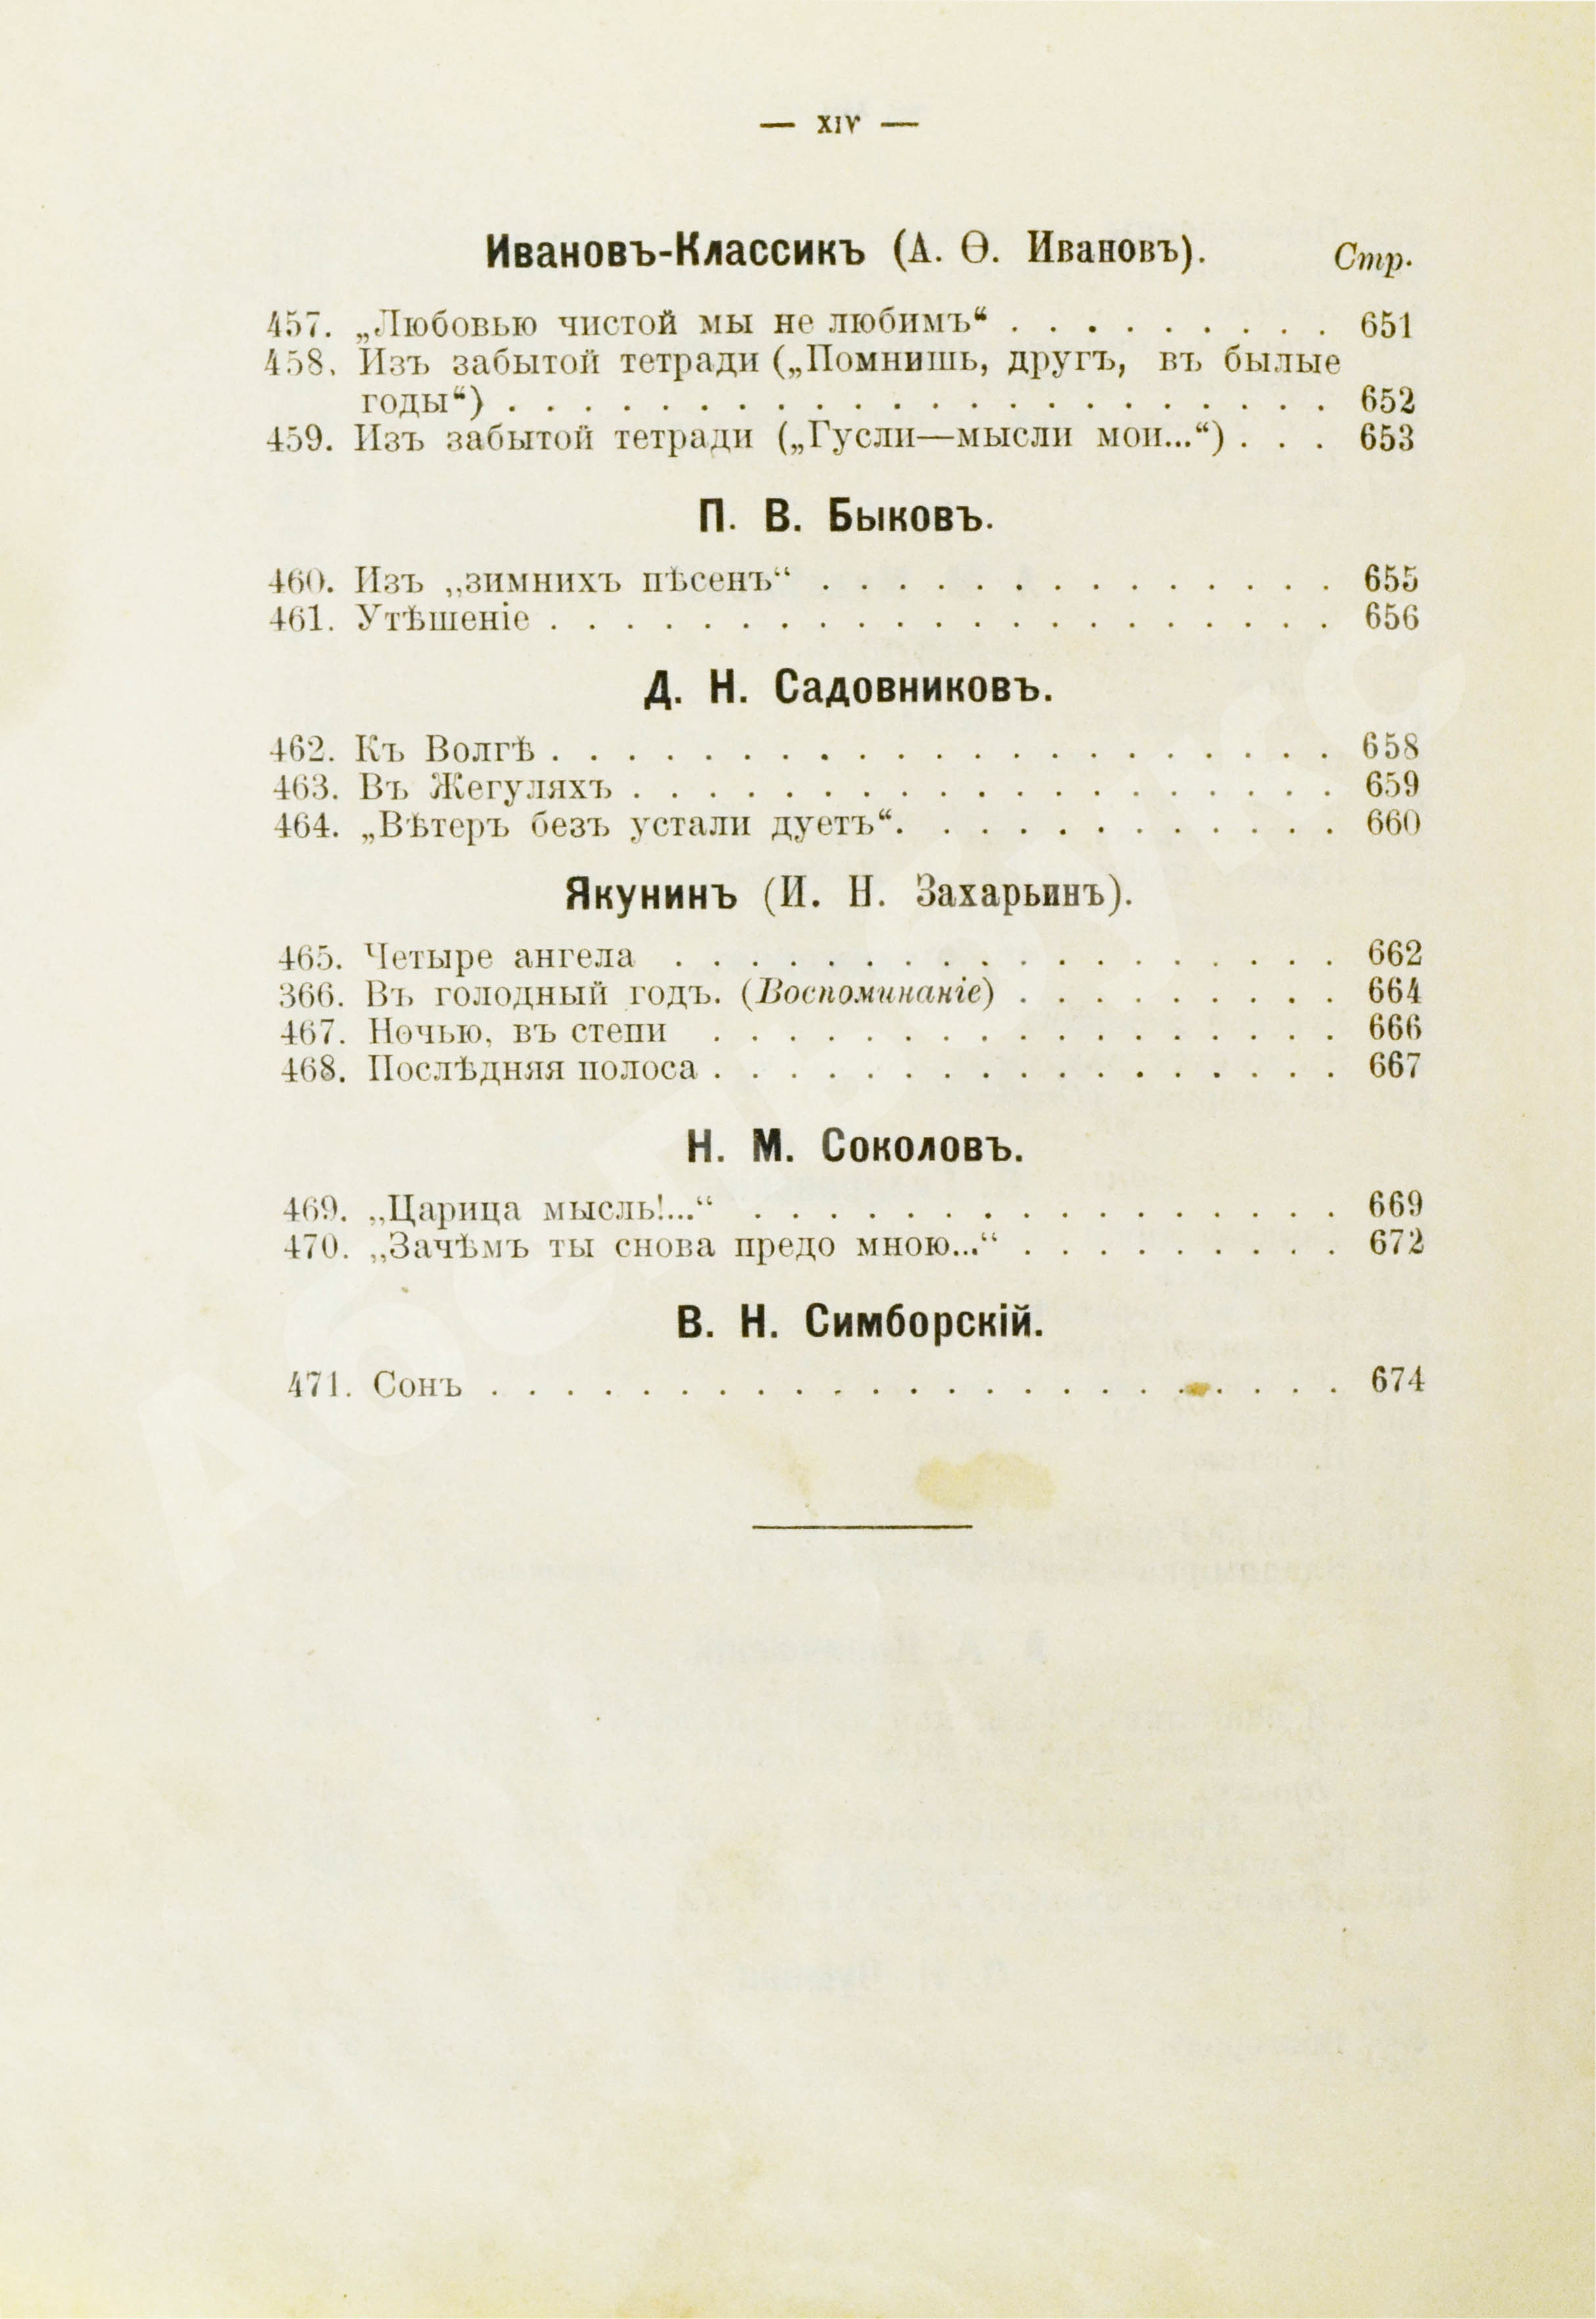 — XIV —
Ивановъ-Классикъ (А. Ѳ. Ивановъ). Стр.
457. „Любовью чистой мы не любимъ“ . . . . . . . . . 651
458. Изъ забытой тетради („Помнишь, другъ, въ былые
годы“) . . . . . . . . . . . . . . . . . . . . . . 652
459. Изъ забытой тетради („Гусли—мысли мои...“) . . . 653
П. В. Быковъ.
460. Изъ „зимнихъ пѣсенъ“ . . . . . . . . . . . . . . 655
461. Утѣшеніе . . . . . . . . . . . . . . . . . . . . . 656
Д. Н. Садовниковъ.
462. Къ Волгѣ . . . . . . . . . . . . . . . . . . . . . 658
463. Въ Жегуляхъ . . . . . . . . . . . . . . . . . . . 659
464. „Вѣтеръ безъ устали дуетъ“. . . . . . . . . . . . . 660
Якунинъ (И. Н. Захарьинъ).
465. Четыре ангела . . . . . . . . . . . . . . . . . . 662
366. Въ голодный годъ. (Воспоминаніе) . . . . . . . . . 664
467. Ночью, въ степи . . . . . . . . . . . . . . . . . 666
468. Послѣдняя полоса . . . . . . . . . . . . . . . . . 667
Н. М. Соколовъ.
469. „Царица мысль!...“ . . . . . . . . . . . . . . . . 669
470. „Зачѣмъ ты снова предо мною...“ . . . . . . . . . 672
В. Н. Симборскій.
471. Сонъ . . . . . . . . . . . . . . . . . . . . . . . 674